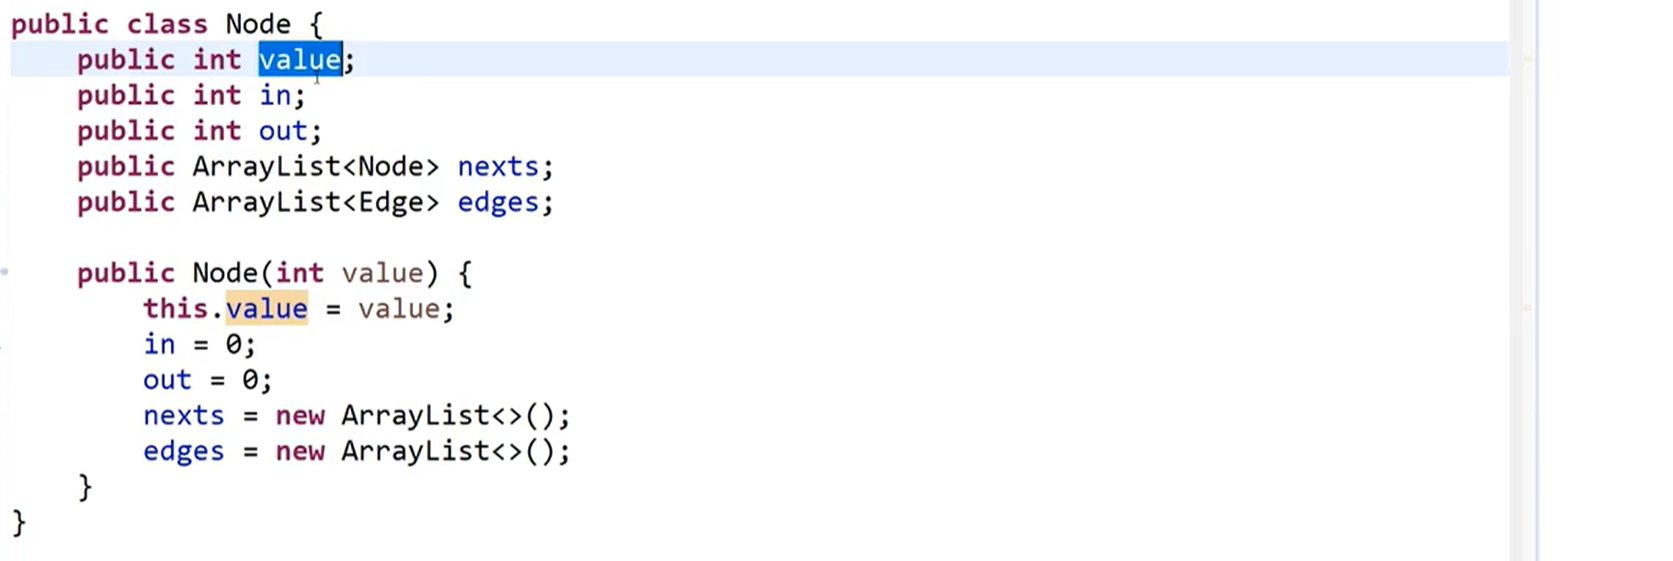 public class Node {
    public int value;
    public int in;
    public int out;
    public ArrayList<Node> nexts;
    public ArrayList<Edge> edges;

    public Node(int value) {
        this.value = value;
        in = 0;
        out = 0;
        nexts = new ArrayList<>();
        edges = new ArrayList<>();
    }
}